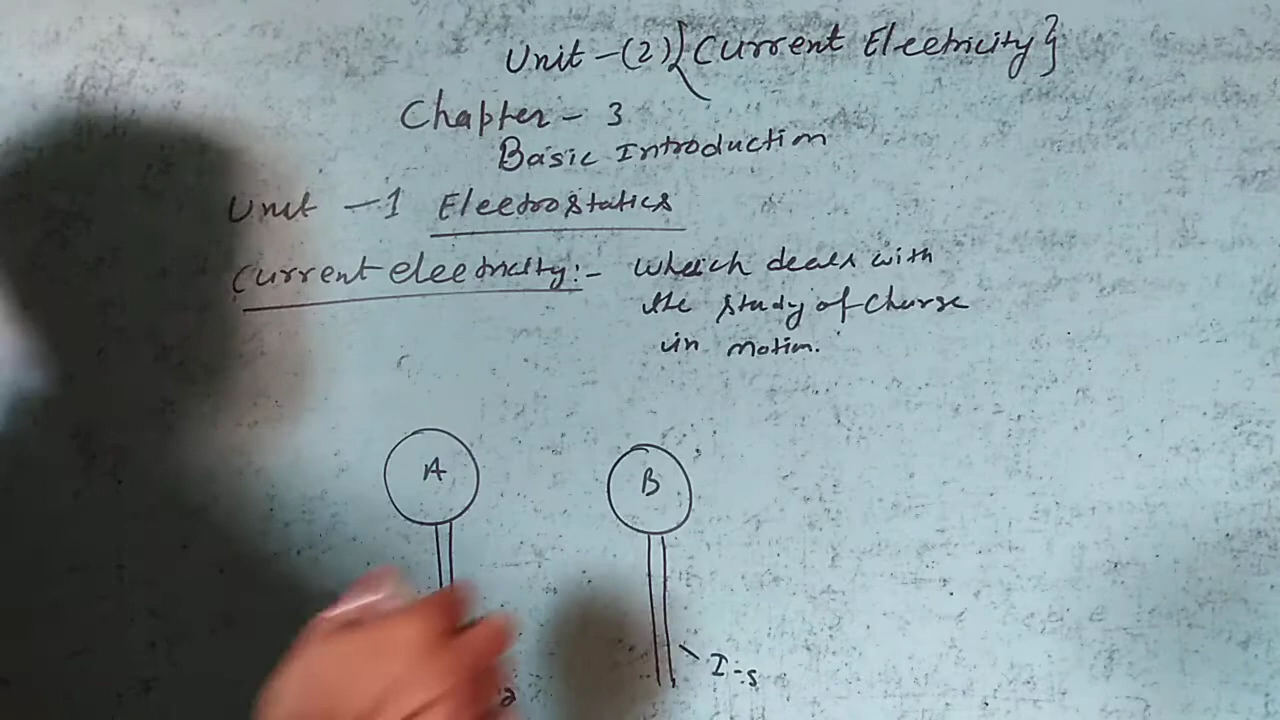 Unit -(2){Current Electricity}
Chapter - 3
Basic Introduction
Unit -1 Electrostatics
Current electricity:- which deals with
the study of charge
in motion.
A
B
I-s